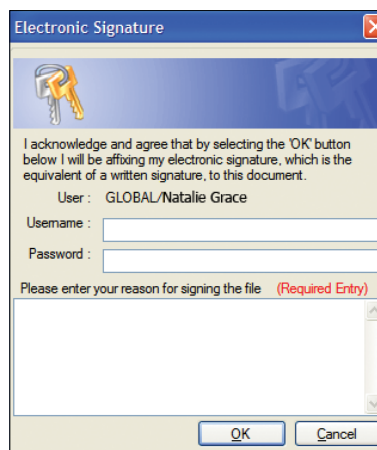 Electronic Signature
I acknowledge and agree that by selecting the 'OK' button
below I will be affixing my electronic signature, which is the
equivalent of a written signature, to this document.
User : GLOBAL/Natalie Grace
Username :
Password :
Please enter your reason for signing the file (Required Entry)
OK Cancel